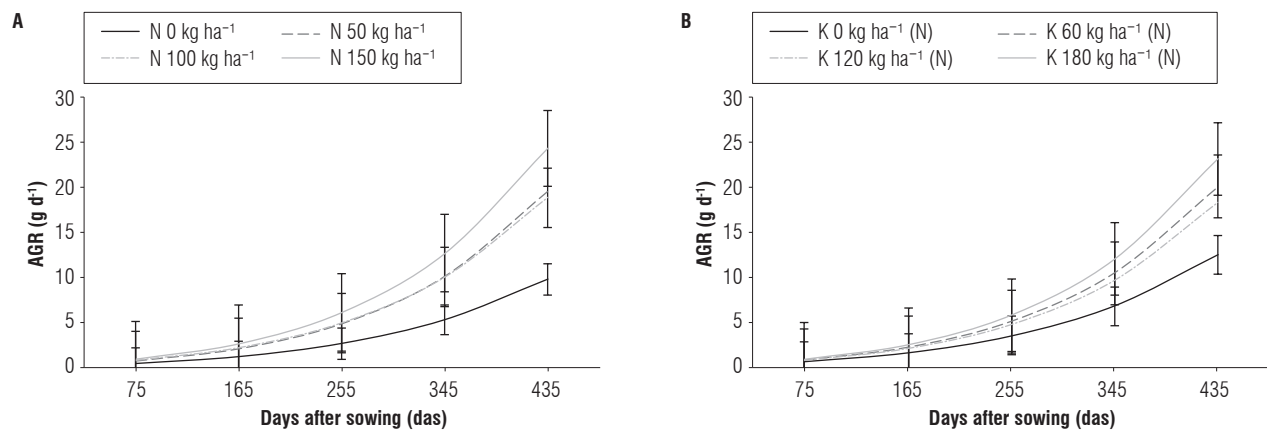 A
N 0 kg ha⁻¹ N 50 kg ha⁻¹
N 100 kg ha⁻¹ N 150 kg ha⁻¹
30
25
20
15
10
5
0
AGR (g d⁻¹)
75 165 255 345 435
Days after sowing (das)
B
K 0 kg ha⁻¹ (N) K 60 kg ha⁻¹ (N)
K 120 kg ha⁻¹ (N) K 180 kg ha⁻¹ (N)
30
25
20
15
10
5
0
AGR (g d⁻¹)
75 165 255 345 435
Days after sowing (das)